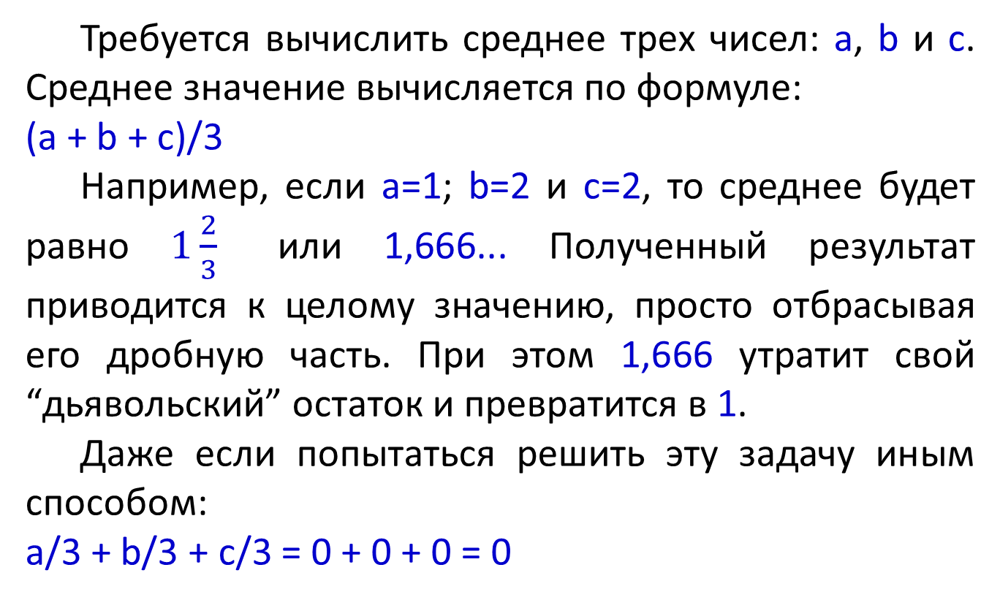 Требуется вычислить среднее трех чисел: a, b и c.
Среднее значение вычисляется по формуле:
(a + b + c)/3
Например, если a=1; b=2 и c=2, то среднее будет
равно 1 2/3 или 1,666... Полученный результат
приводится к целому значению, просто отбрасывая
его дробную часть. При этом 1,666 утратит свой
“дьявольский” остаток и превратится в 1.
Даже если попытаться решить эту задачу иным
способом:
a/3 + b/3 + c/3 = 0 + 0 + 0 = 0